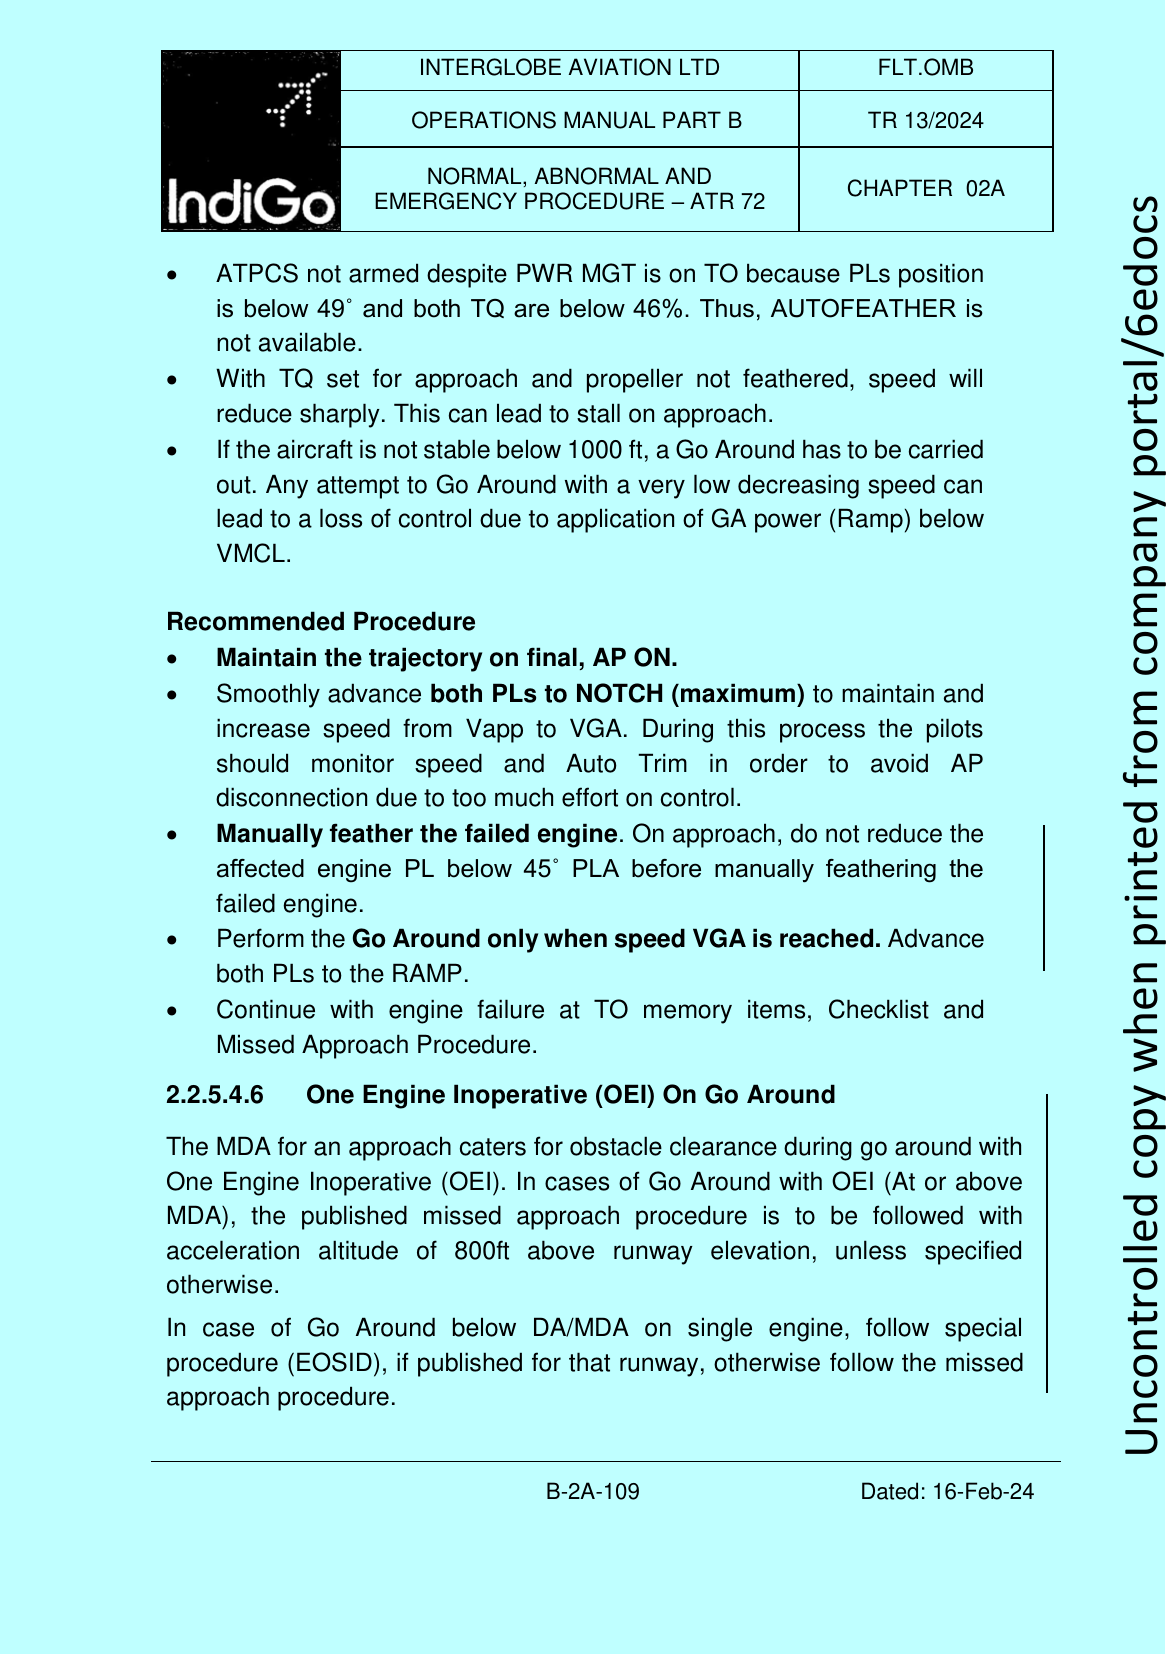 INTERGLOBE AVIATION LTD
FLT.OMB
OPERATIONS MANUAL PART B
TR 13/2024
IndiGo
NORMAL, ABNORMAL AND
EMERGENCY PROCEDURE – ATR 72
CHAPTER 02A
• ATPCS not armed despite PWR MGT is on TO because PLs position
is below 49˚ and both TQ are below 46%. Thus, AUTOFEATHER is
not available.
• With TQ set for approach and propeller not feathered, speed will
reduce sharply. This can lead to stall on approach.
• If the aircraft is not stable below 1000 ft, a Go Around has to be carried
out. Any attempt to Go Around with a very low decreasing speed can
lead to a loss of control due to application of GA power (Ramp) below
VMCL.
Recommended Procedure
• Maintain the trajectory on final, AP ON.
• Smoothly advance both PLs to NOTCH (maximum) to maintain and
increase speed from Vapp to VGA. During this process the pilots
should monitor speed and Auto Trim in order to avoid AP
disconnection due to too much effort on control.
• Manually feather the failed engine. On approach, do not reduce the
affected engine PL below 45˚ PLA before manually feathering the
failed engine.
• Perform the Go Around only when speed VGA is reached. Advance
both PLs to the RAMP.
• Continue with engine failure at TO memory items, Checklist and
Missed Approach Procedure.
2.2.5.4.6 One Engine Inoperative (OEI) On Go Around
The MDA for an approach caters for obstacle clearance during go around with
One Engine Inoperative (OEI). In cases of Go Around with OEI (At or above
MDA), the published missed approach procedure is to be followed with
acceleration altitude of 800ft above runway elevation, unless specified
otherwise.
In case of Go Around below DA/MDA on single engine, follow special
procedure (EOSID), if published for that runway, otherwise follow the missed
approach procedure.
B-2A-109
Dated: 16-Feb-24
Uncontrolled copy when printed from company portal/6edocs